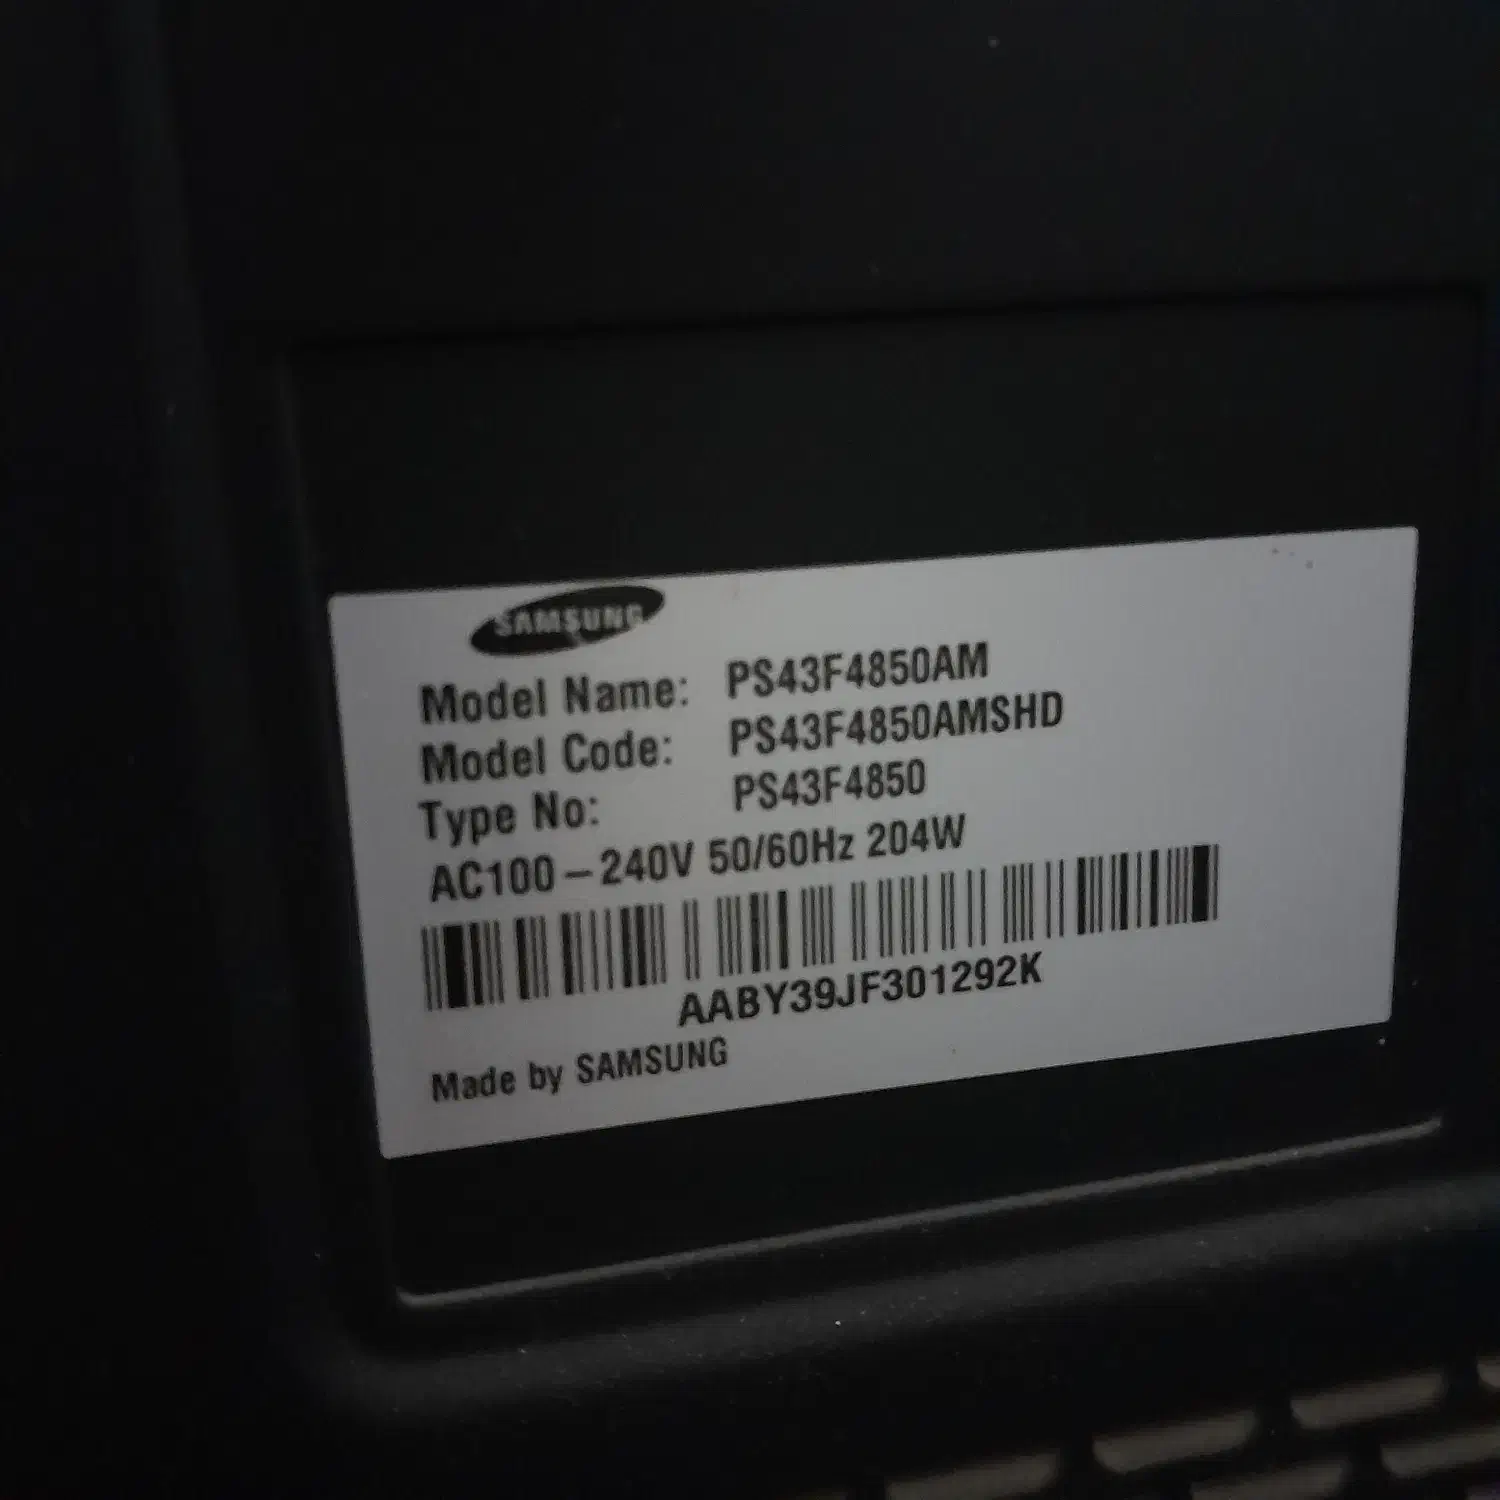 SAMSUNG
Model Name: PS43F4850AM
Model Code: PS43F4850AMSHD
Type No: PS43F4850
AC100-240V 50/60Hz 204W
AABY39JF301292K
Made by SAMSUNG